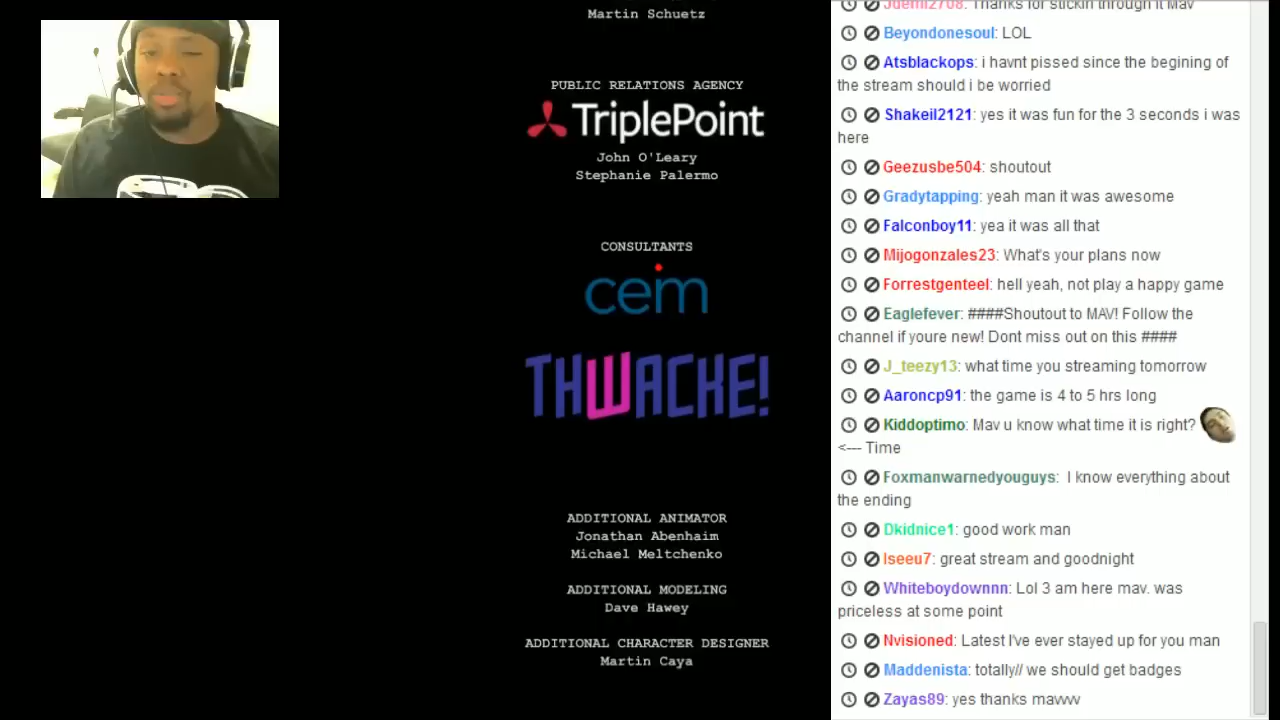 Martin Schuetz
PUBLIC RELATIONS AGENCY
TriplePoint
John O'Leary
Stephanie Palermo
CONSULTANTS
cem
THWACKE!
ADDITIONAL ANIMATOR
Jonathan Abenhaim
Michael Meltchenko
ADDITIONAL MODELING
Dave Hawey
ADDITIONAL CHARACTER DESIGNER
Martin Caya
Jdemi2708: Thanks for stickin through it Mav
Beyondonesoul: LOL
Atsblackops: i havnt pissed since the begining of
the stream should i be worried
Shakeil2121: yes it was fun for the 3 seconds i was
here
Geezusbe504: shoutout
Gradytapping: yeah man it was awesome
Falconboy11: yea it was all that
Mijogonzales23: What's your plans now
Forrestgenteel: hell yeah, not play a happy game
Eaglefever: ####Shoutout to MAV! Follow the
channel if youre new! Dont miss out on this ####
J_teezy13: what time you streaming tomorrow
Aaroncp91: the game is 4 to 5 hrs long
Kiddoptimo: Mav u know what time it is right?
<--- Time
Foxmanwarnedyouguys: I know everything about
the ending
Dkidnice1: good work man
Iseeu7: great stream and goodnight
Whiteboydownnn: Lol 3 am here mav. was
priceless at some point
Nvisioned: Latest I've ever stayed up for you man
Maddenista: totally// we should get badges
Zayas89: yes thanks mavvvv